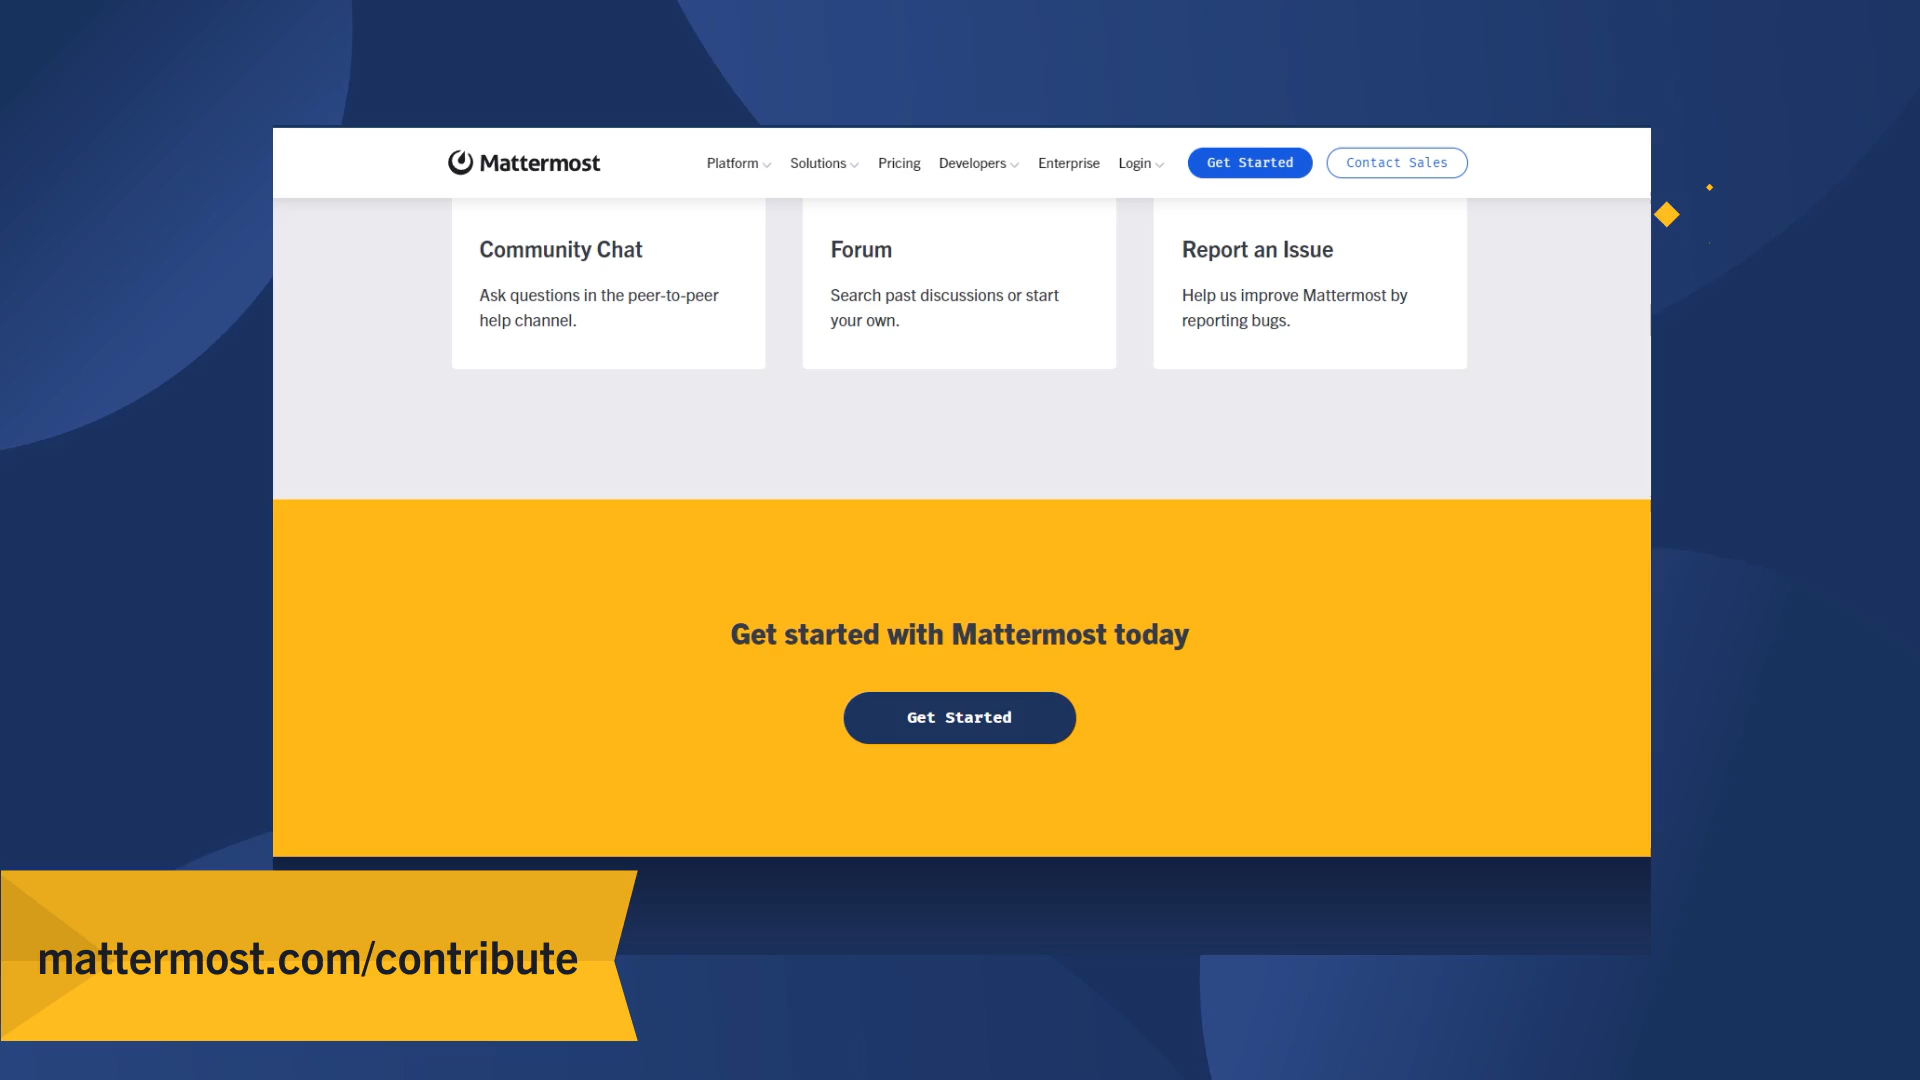 Mattermost
Platform Solutions Pricing Developers Enterprise Login Get Started Contact Sales
Community Chat
Ask questions in the peer-to-peer
help channel.
Forum
Search past discussions or start
your own.
Report an Issue
Help us improve Mattermost by
reporting bugs.
Get started with Mattermost today
Get Started
mattermost.com/contribute